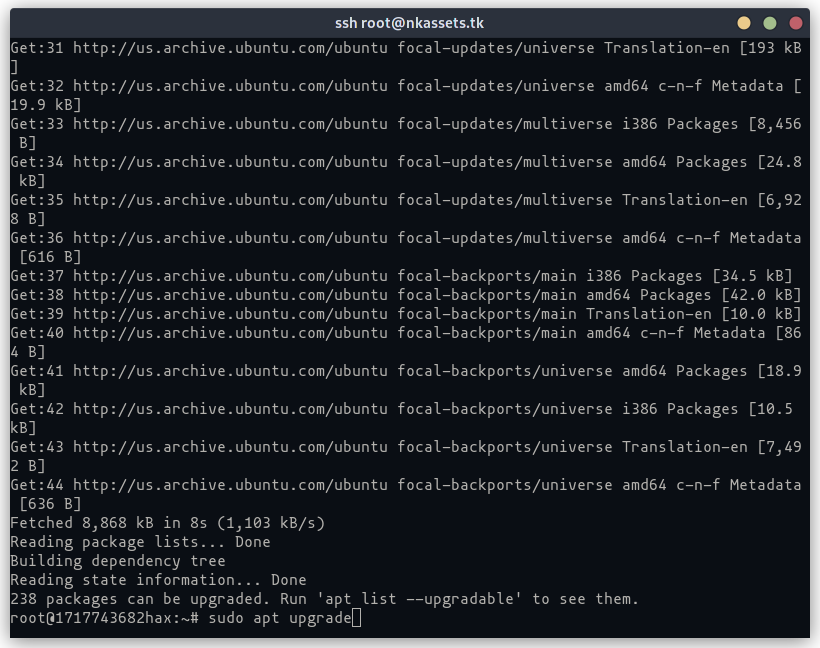 ssh root@nkassets.tk
Get:31 http://us.archive.ubuntu.com/ubuntu focal-updates/universe Translation-en [193 kB
]
Get:32 http://us.archive.ubuntu.com/ubuntu focal-updates/universe amd64 c-n-f Metadata [
19.9 kB]
Get:33 http://us.archive.ubuntu.com/ubuntu focal-updates/multiverse i386 Packages [8,456
 B]
Get:34 http://us.archive.ubuntu.com/ubuntu focal-updates/multiverse amd64 Packages [24.8
 kB]
Get:35 http://us.archive.ubuntu.com/ubuntu focal-updates/multiverse Translation-en [6,92
8 B]
Get:36 http://us.archive.ubuntu.com/ubuntu focal-updates/multiverse amd64 c-n-f Metadata
 [616 B]
Get:37 http://us.archive.ubuntu.com/ubuntu focal-backports/main i386 Packages [34.5 kB]
Get:38 http://us.archive.ubuntu.com/ubuntu focal-backports/main amd64 Packages [42.0 kB]
Get:39 http://us.archive.ubuntu.com/ubuntu focal-backports/main Translation-en [10.0 kB]
Get:40 http://us.archive.ubuntu.com/ubuntu focal-backports/main amd64 c-n-f Metadata [86
4 B]
Get:41 http://us.archive.ubuntu.com/ubuntu focal-backports/universe amd64 Packages [18.9
 kB]
Get:42 http://us.archive.ubuntu.com/ubuntu focal-backports/universe i386 Packages [10.5
kB]
Get:43 http://us.archive.ubuntu.com/ubuntu focal-backports/universe Translation-en [7,49
2 B]
Get:44 http://us.archive.ubuntu.com/ubuntu focal-backports/universe amd64 c-n-f Metadata
 [636 B]
Fetched 8,868 kB in 8s (1,103 kB/s)
Reading package lists... Done
Building dependency tree
Reading state information... Done
238 packages can be upgraded. Run 'apt list --upgradable' to see them.
root@1717743682hax:~# sudo apt upgrade